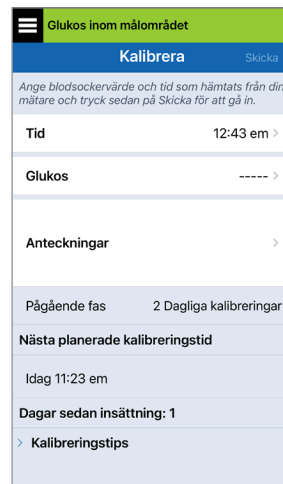 Glukos inom målområdet
Kalibrera Skicka
Ange blodsockervärde och tid som hämtats från din
mätare och tryck sedan på Skicka för att gå in.
Tid 12:43 em >
Glukos ----- >
Anteckningar >
Pågående fas 2 Dagliga kalibreringar
Nästa planerade kalibreringstid
Idag 11:23 em
Dagar sedan insättning: 1
> Kalibreringstips